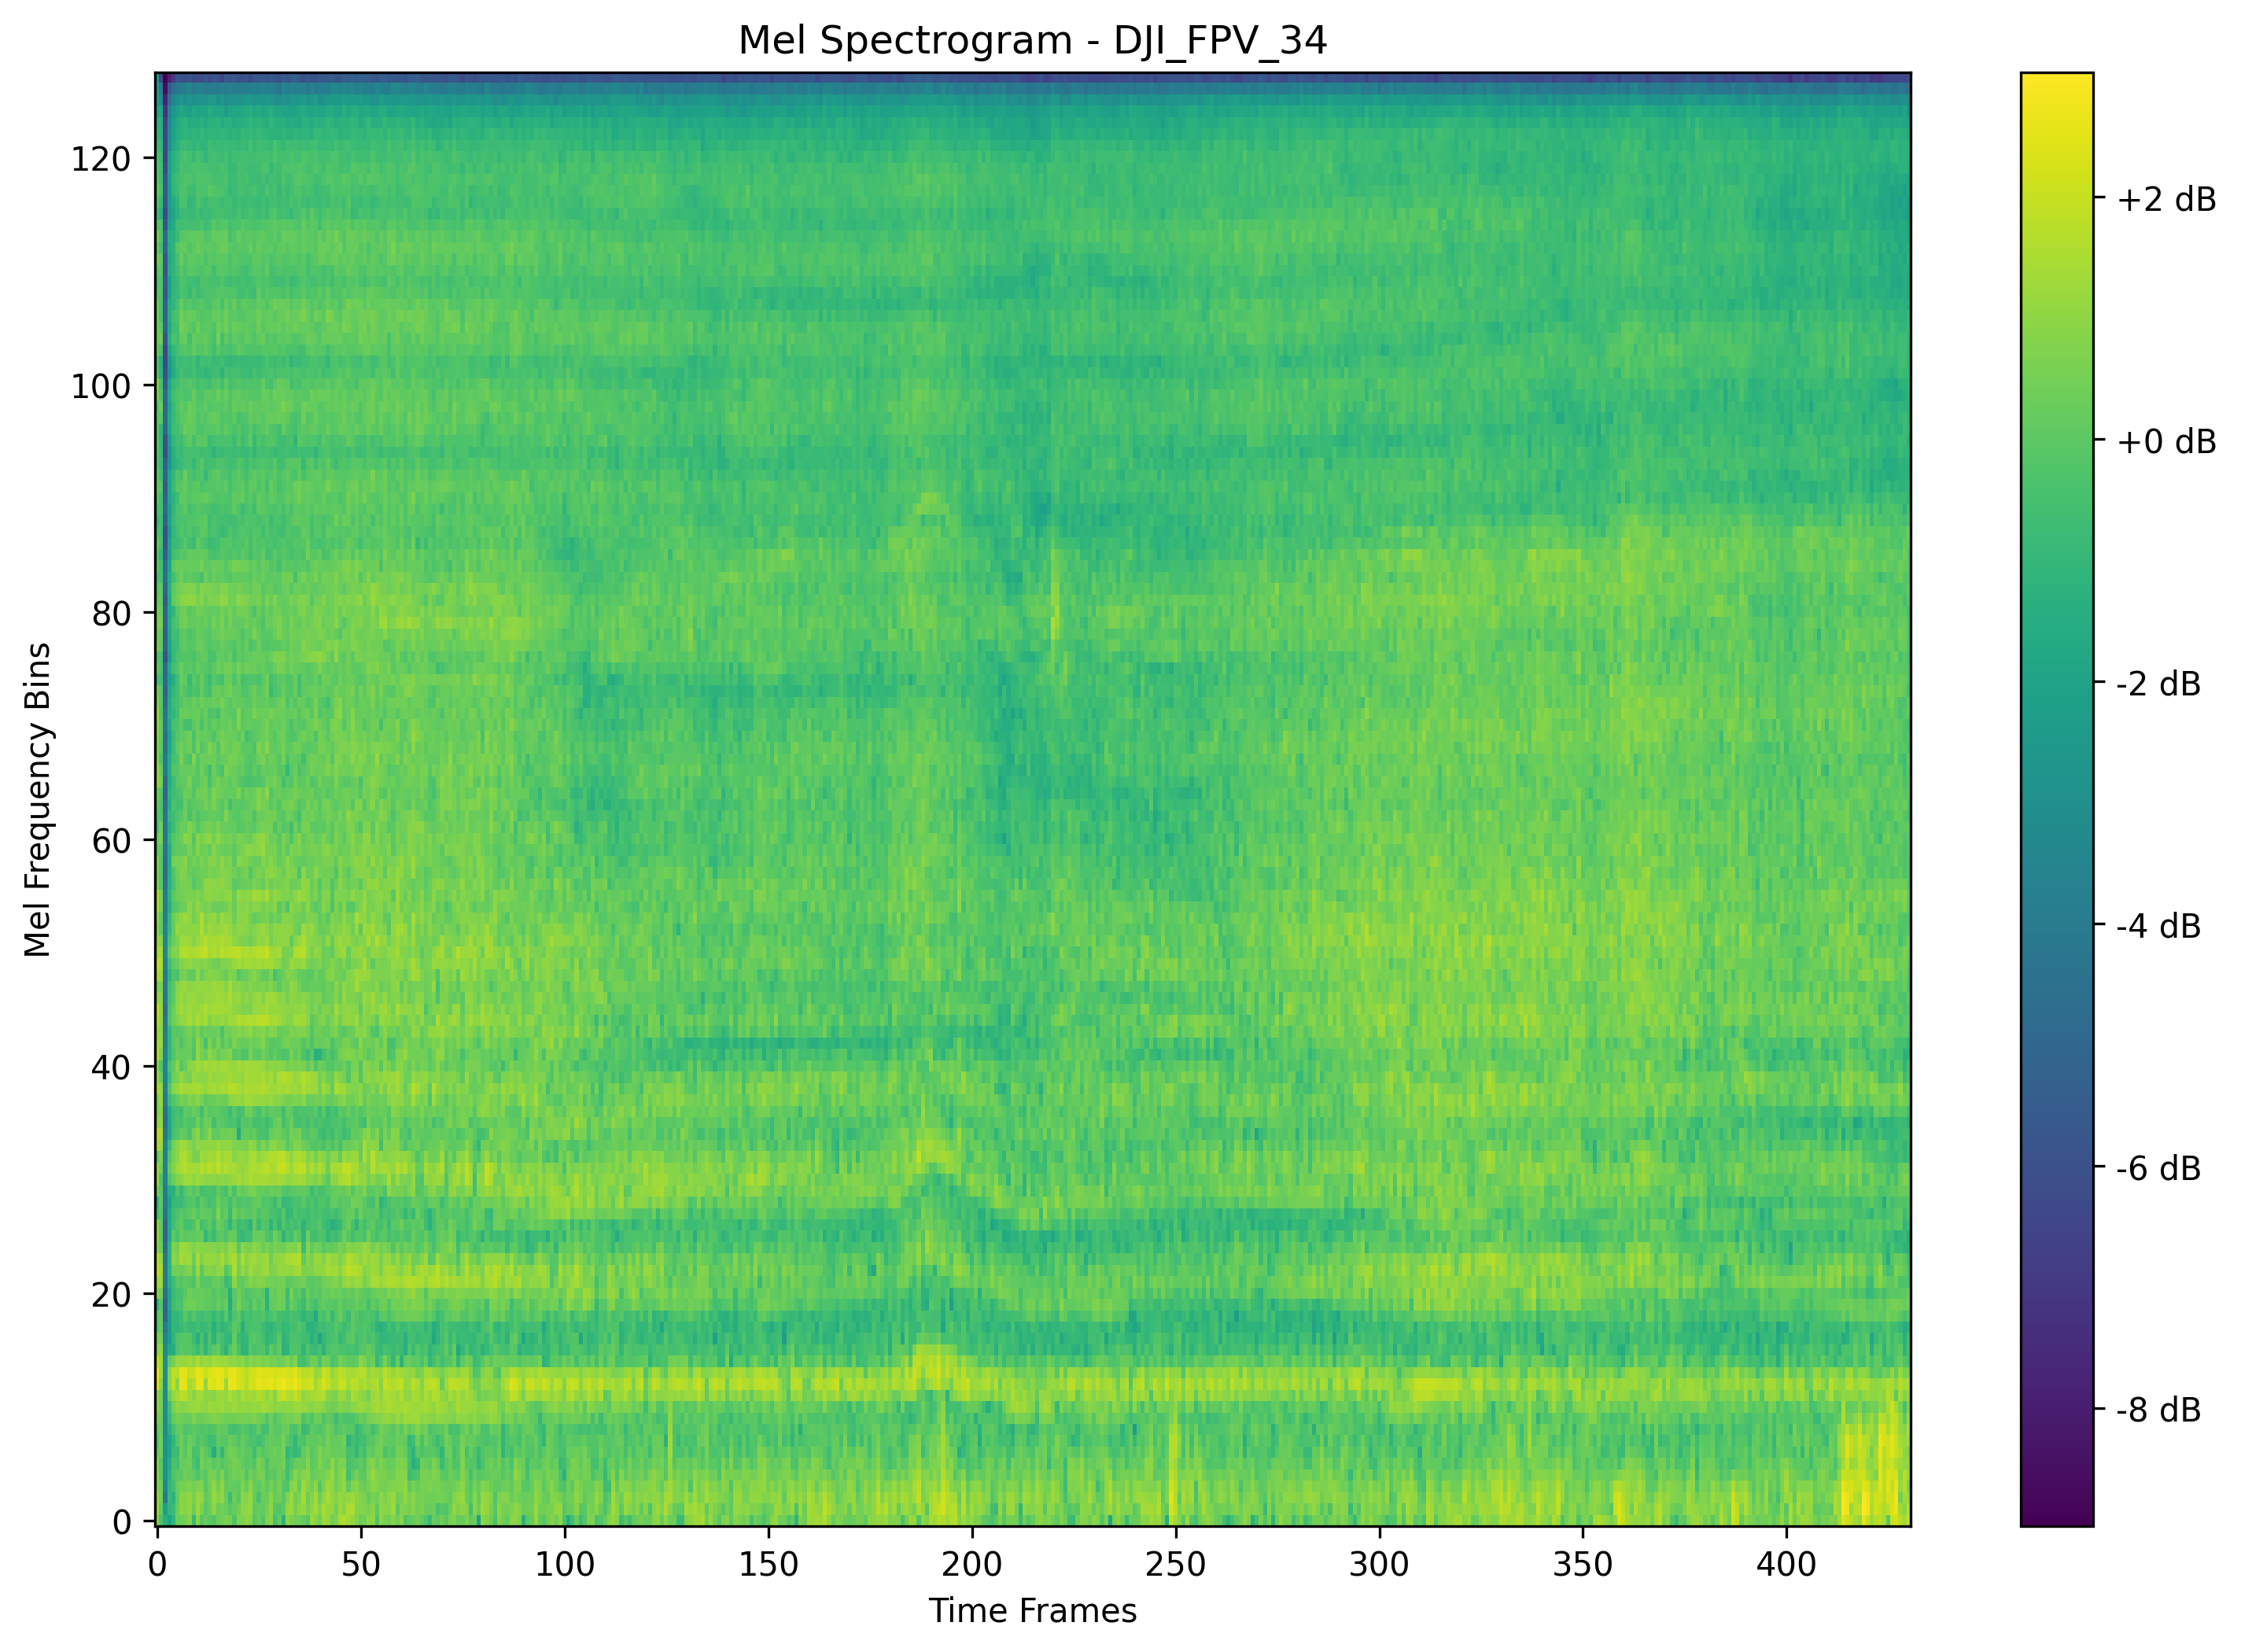 Mel Spectrogram - DJI_FPV_34
Mel Frequency Bins
120
100
80
60
40
20
0
0 50 100 150 200 250 300 350 400
Time Frames
+2 dB
+0 dB
-2 dB
-4 dB
-6 dB
-8 dB